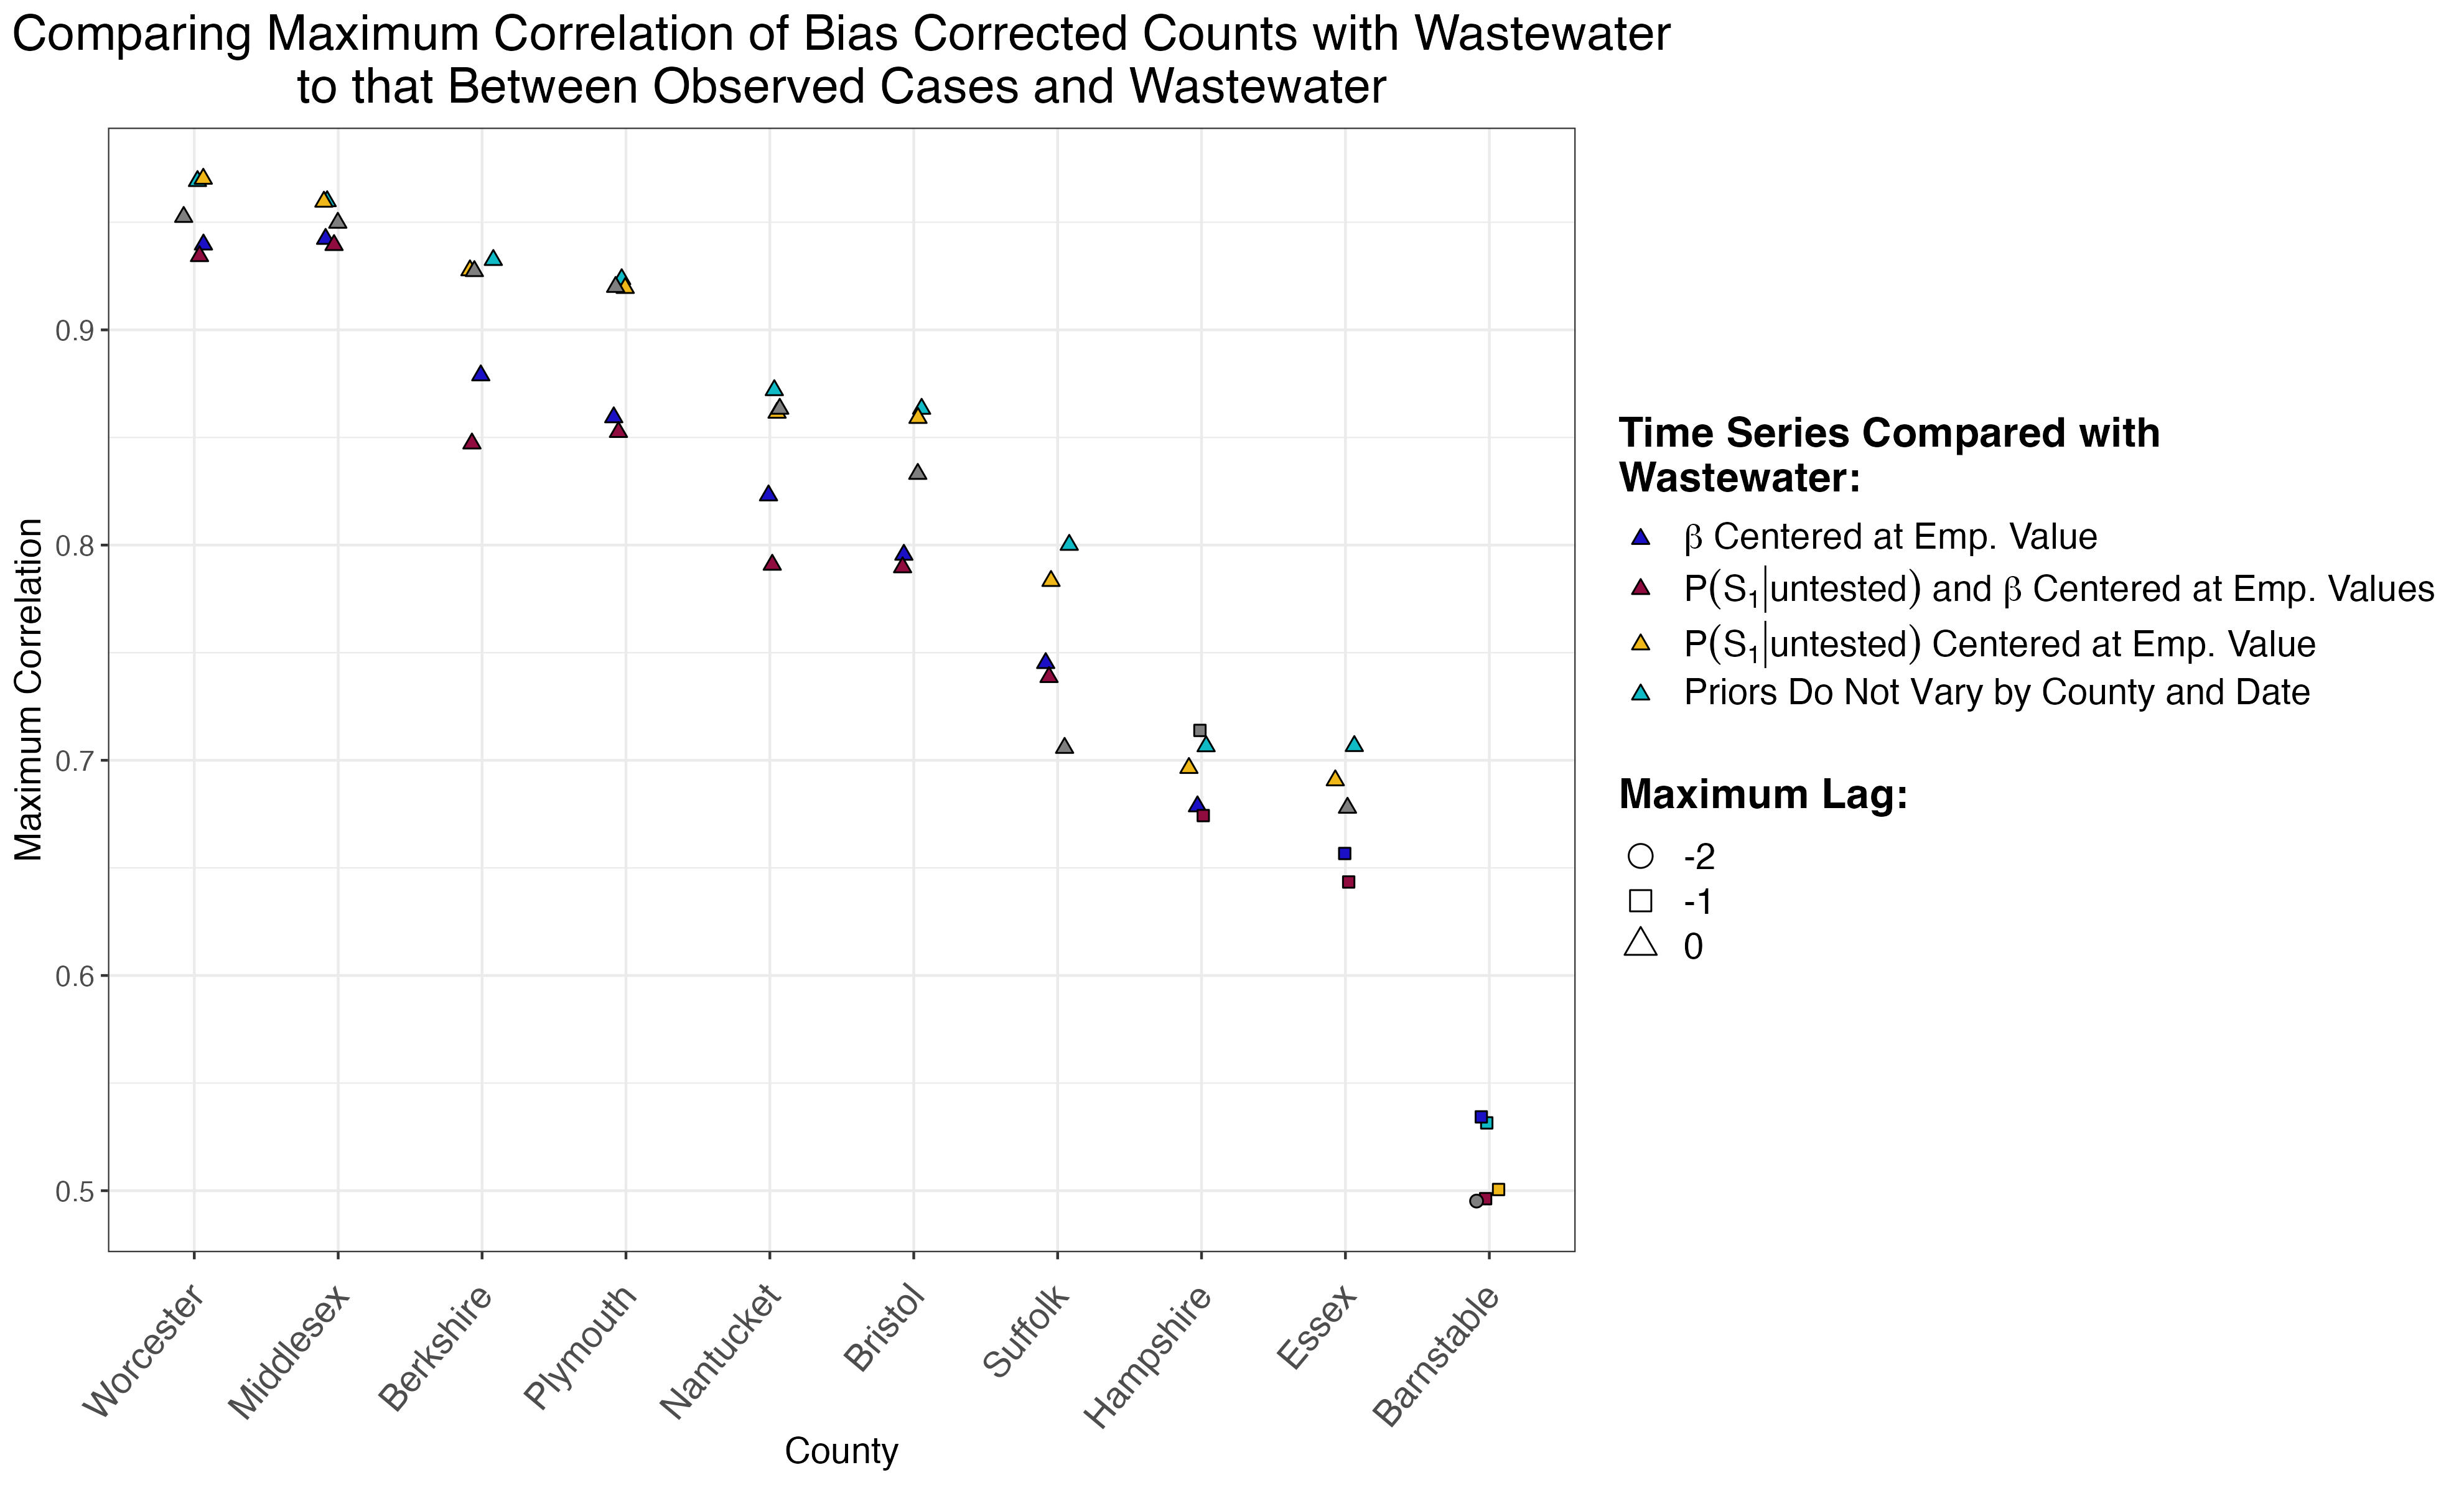 Comparing Maximum Correlation of Bias Corrected Counts with Wastewater
to that Between Observed Cases and Wastewater
Maximum Correlation
0.9
0.8
0.7
0.6
0.5
Worcester
Middlesex
Berkshire
Plymouth
Nantucket
Bristol
Suffolk
Hampshire
Essex
Barnstable
County
Time Series Compared with
Wastewater:
β Centered at Emp. Value
P(S₁|untested) and β Centered at Emp. Values
P(S₁|untested) Centered at Emp. Value
Priors Do Not Vary by County and Date
Maximum Lag:
-2
-1
0